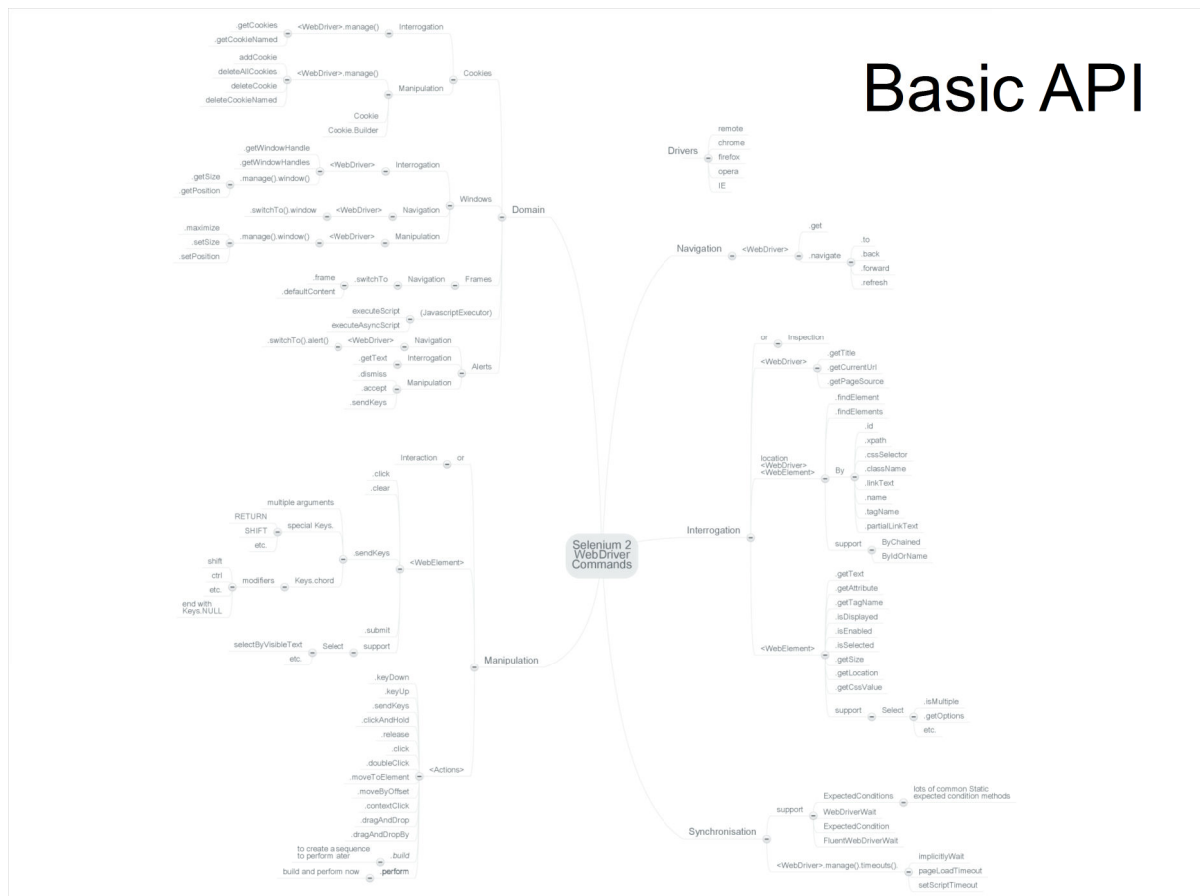 Basic API
Selenium 2
WebDriver
Commands
Domain
Cookies
Interrogation
<WebDriver>.manage()
.getCookies
.getCookieNamed
Manipulation
<WebDriver>.manage()
addCookie
deleteAllCookies
deleteCookie
deleteCookieNamed
Cookie
Cookie.Builder
Windows
Interrogation
<WebDriver>
.getWindowHandle
.getWindowHandles
.manage().window()
.getSize
.getPosition
Navigation
<WebDriver>
.switchTo().window
Manipulation
<WebDriver>
.manage().window()
.maximize
.setSize
.setPosition
Frames
Navigation
.switchTo
.frame
.defaultContent
(JavascriptExecutor)
executeScript
executeAsyncScript
Alerts
Navigation
<WebDriver>
.switchTo().alert()
Interrogation
.getText
Manipulation
.dismiss
.accept
.sendKeys
Manipulation
or
Interaction
<WebElement>
.click
.clear
.sendKeys
multiple arguments
special Keys.
RETURN
SHIFT
etc.
Keys.chord
modifiers
shift
ctrl
etc.
end with
Keys.NULL
.submit
support
Select
selectByVisibleText
etc.
<Actions>
.keyDown
.keyUp
.sendKeys
.clickAndHold
.release
.click
.doubleClick
.moveToElement
.moveByOffset
.contextClick
.dragAndDrop
.dragAndDropBy
.build
to create a sequence
to perform ater
.perform
build and perform now
Drivers
remote
chrome
firefox
opera
IE
Navigation
<WebDriver>
.get
.navigate
.to
.back
.forward
.refresh
Interrogation
or
Inspection
<WebDriver>
.getTitle
.getCurrentUrl
.getPageSource
location
<WebDriver>
<WebElement>
.findElement
.findElements
By
.id
.xpath
.cssSelector
.className
.linkText
.name
.tagName
.partialLinkText
support
ByChained
ByIdOrName
<WebElement>
.getText
.getAttribute
.getTagName
.isDisplayed
.isEnabled
.isSelected
.getSize
.getLocation
.getCssValue
support
Select
.isMultiple
.getOptions
etc.
Synchronisation
support
ExpectedConditions
lots of common Static
expected condition methods
WebDriverWait
ExpectedCondition
FluentWebDriverWait
<WebDriver>.manage().timeouts().
implicitlyWait
pageLoadTimeout
setScriptTimeout